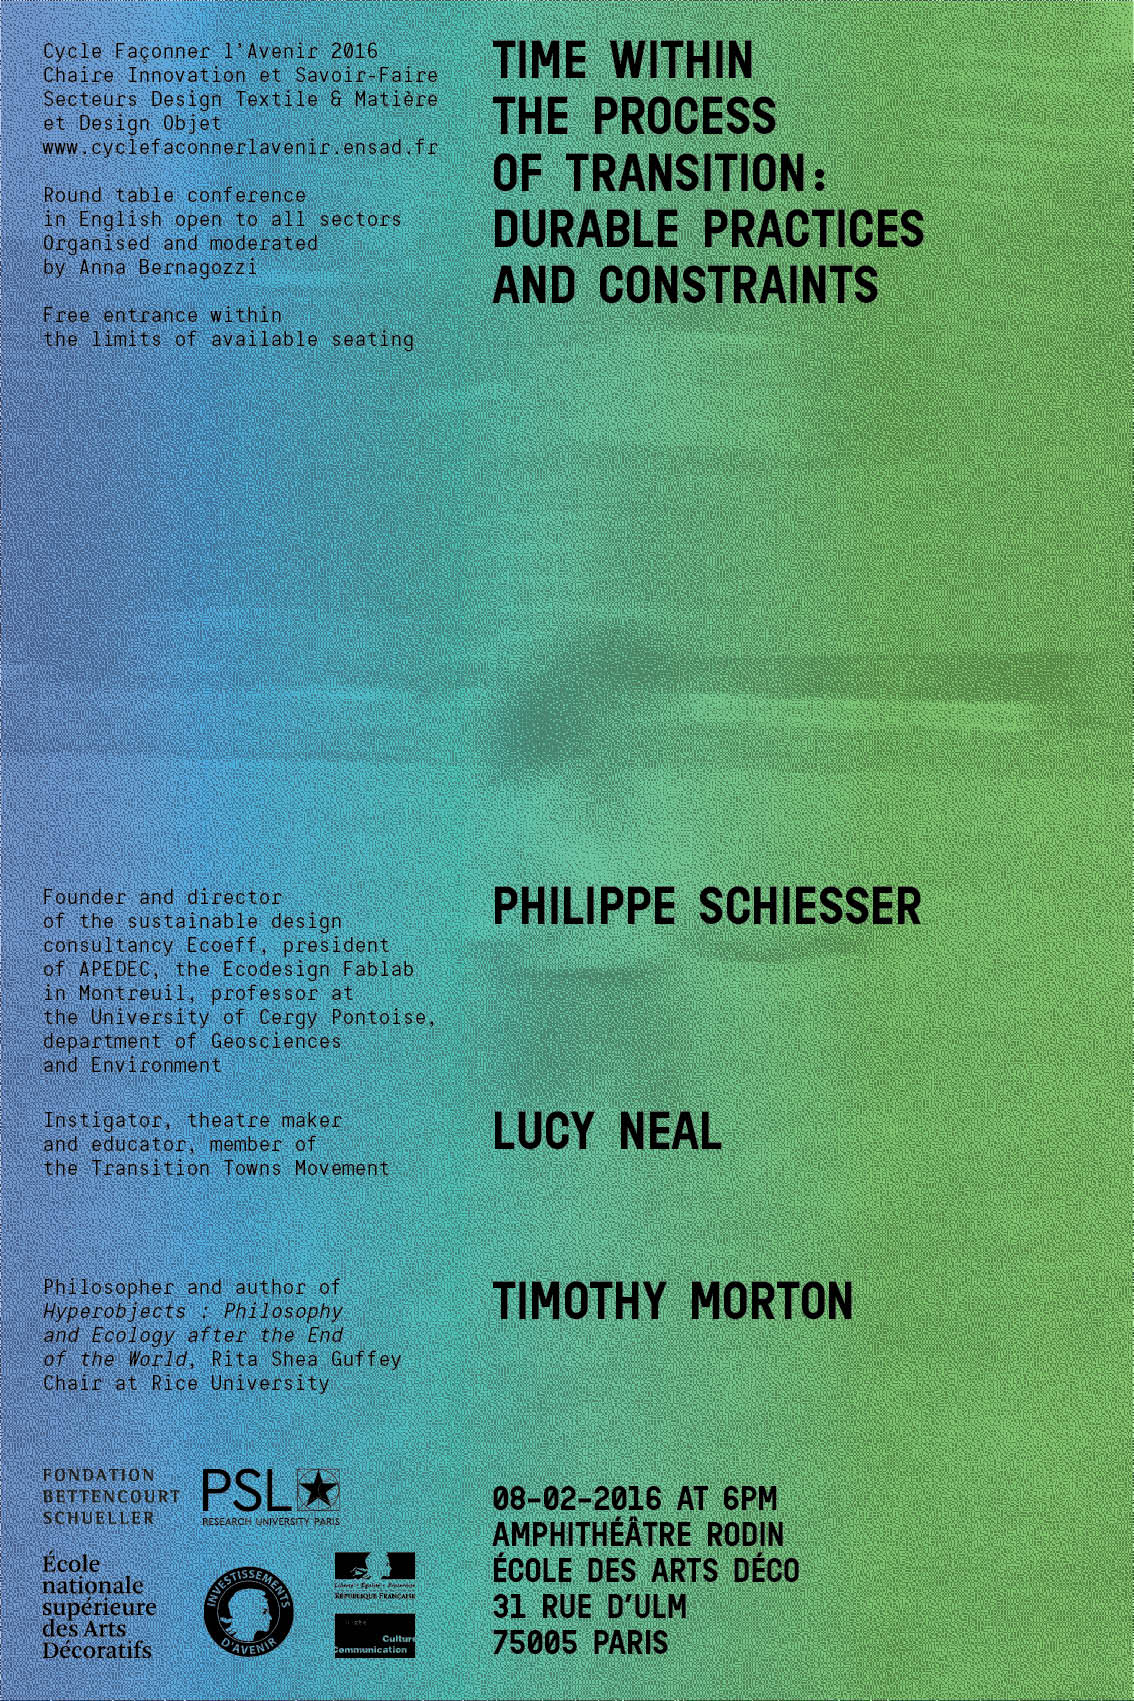 Cycle Façonner l'Avenir 2016
Chaire Innovation et Savoir-Faire
Secteurs Design Textile & Matière
et Design Objet
www.cyclefaconnerlavenir.ensad.fr
Round table conference
in English open to all sectors
Organised and moderated
by Anna Bernagozzi
Free entrance within
the limits of available seating
TIME WITHIN
THE PROCESS
OF TRANSITION:
DURABLE PRACTICES
AND CONSTRAINTS
Founder and director
of the sustainable design
consultancy Ecoeff, president
of APEDEC, the Ecodesign Fablab
in Montreuil, professor at
the University of Cergy Pontoise,
department of Geosciences
and Environment
PHILIPPE SCHIESSER
Instigator, theatre maker
and educator, member of
the Transition Towns Movement
LUCY NEAL
Philosopher and author of
Hyperobjects : Philosophy
and Ecology after the End
of the World, Rita Shea Guffey
Chair at Rice University
TIMOTHY MORTON
FONDATION
BETTENCOURT
SCHUELLER
PSL
RESEARCH UNIVERSITY PARIS
École
nationale
supérieure
des Arts
Décoratifs
INVESTISSEMENTS
D'AVENIR
Liberté • Égalité • Fraternité
RÉPUBLIQUE FRANÇAISE
Culture
Communication
08-02-2016 AT 6PM
AMPHITHÉÂTRE RODIN
ÉCOLE DES ARTS DÉCO
31 RUE D'ULM
75005 PARIS